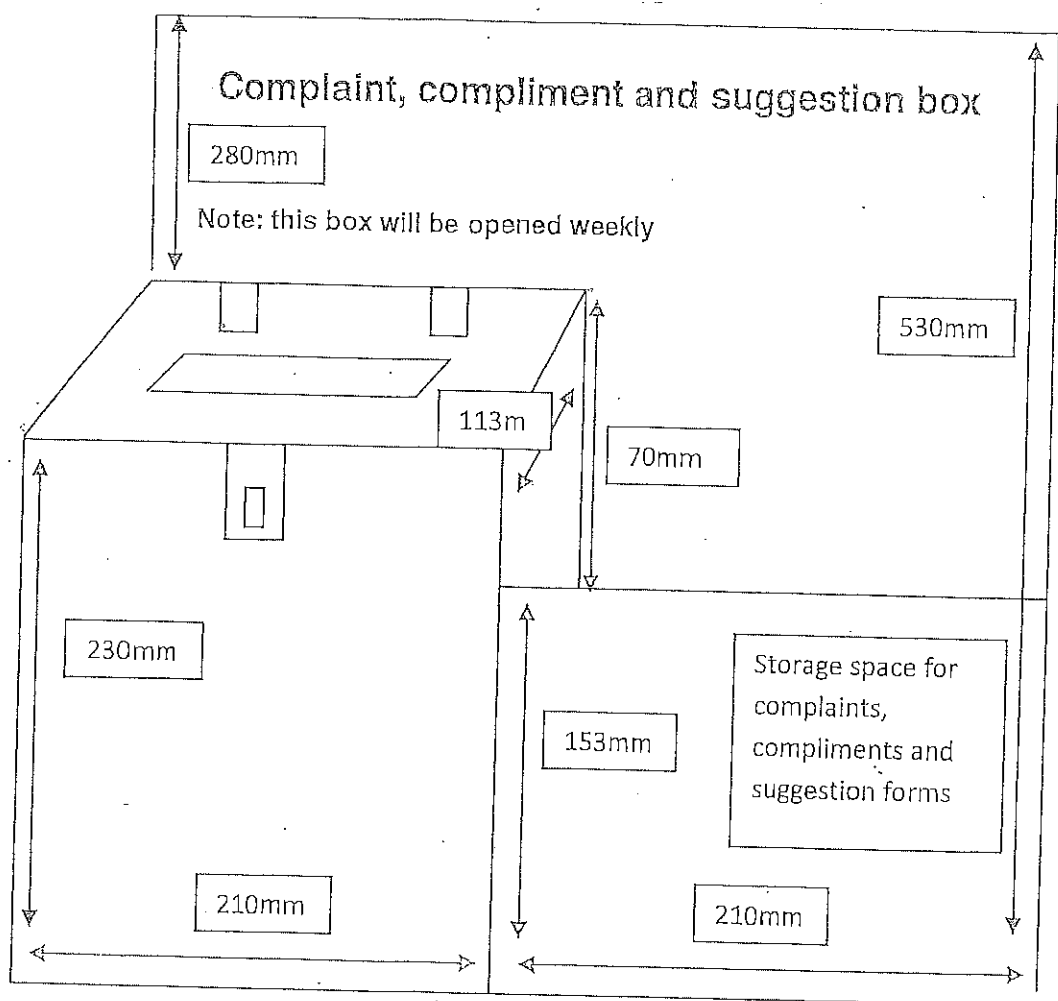 Complaint, compliment and suggestion box
280mm
Note: this box will be opened weekly
530mm
113m
70mm
230mm
153mm
Storage space for
complaints,
compliments and
suggestion forms
210mm
210mm